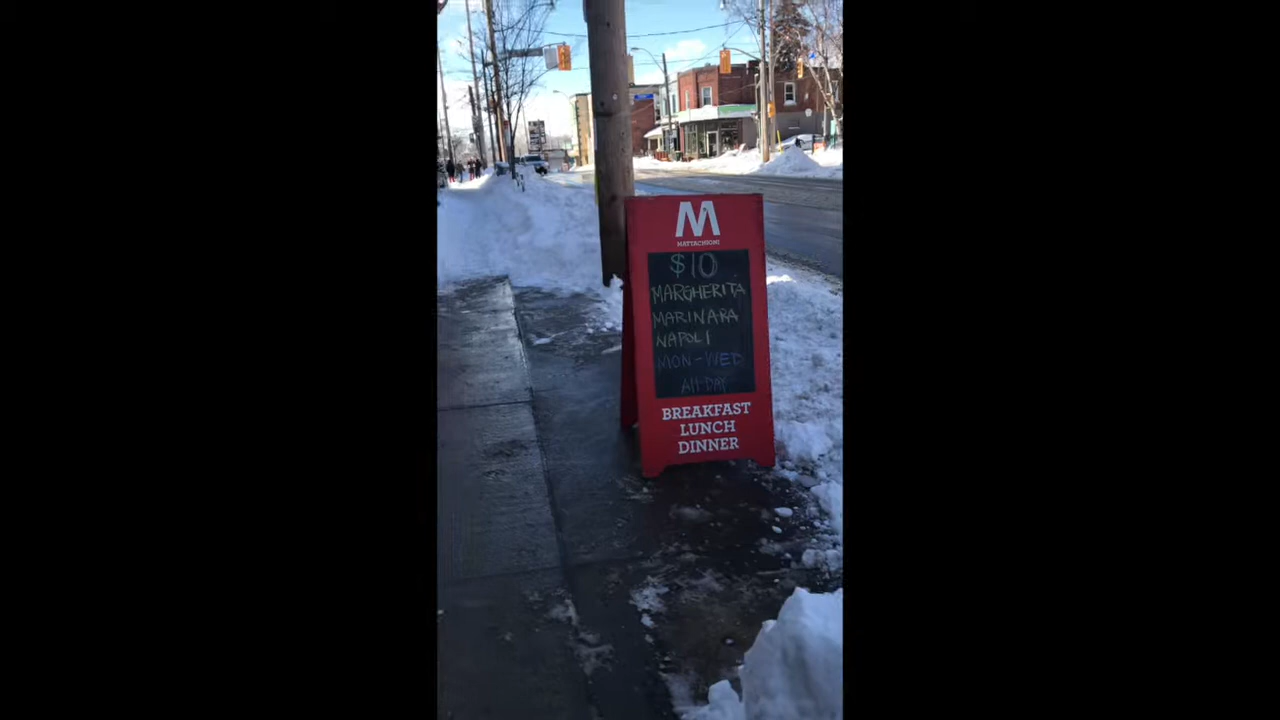 M
MATTACHIONI
$10
MARGHERITA
MARINARA
NAPOLI
MON-WED
All DAY
BREAKFAST
LUNCH
DINNER